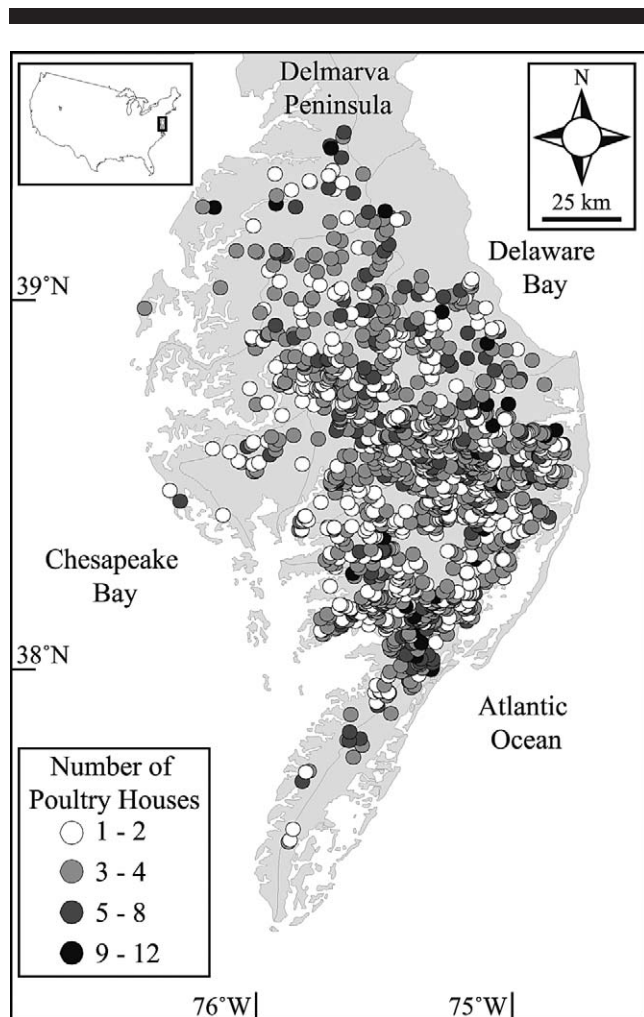 Delmarva
Peninsula
N
25 km
Delaware
Bay
39°N
Chesapeake
Bay
38°N
Atlantic
Ocean
Number of
Poultry Houses
1 - 2
3 - 4
5 - 8
9 - 12
76°W
75°W